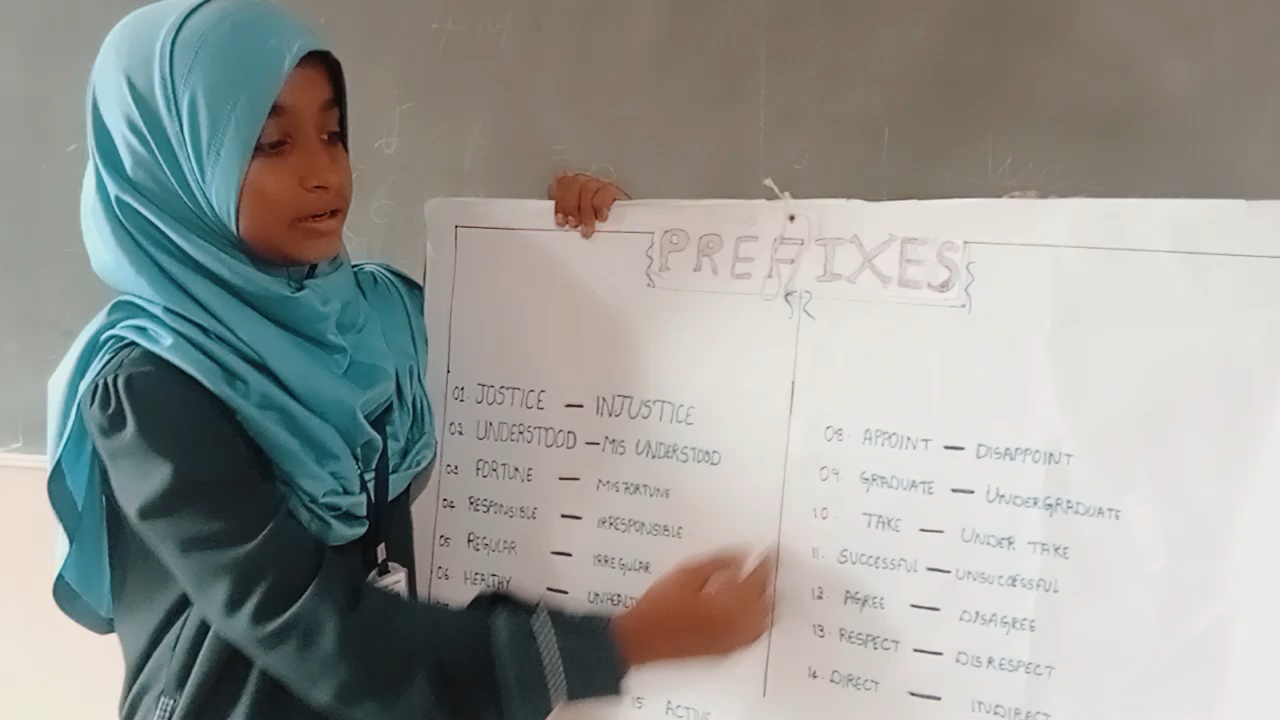 PREFIXES
01. JOSTICE — INJUSTICE
02. UNDERSTOOD — MIS UNDERSTOOD
03. FORTUNE — MISFORTUNE
04. RESPONSIBLE — IRRESPONSIBLE
05 REGULAR — IRREGULAR
06. HEALTHY —
08. APPOINT — DISAPPOINT
09. GRADUATE — UNDERGRADUATE
10. TAKE — UNDER TAKE
11. SUCCESSFUL — UNSUCCESSFUL
12. AGREE — DISAGREE
13. RESPECT — DISRESPECT
14. DIRECT — INDIRECT
15 ACTIVE